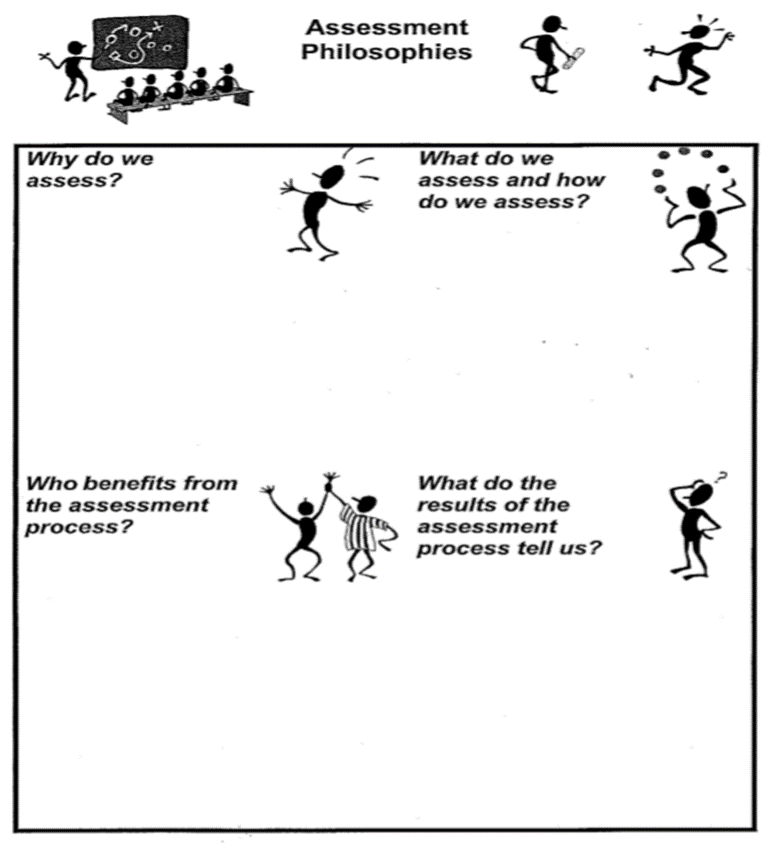 Assessment
Philosophies
Why do we
assess?
What do we
assess and how
do we assess?
Who benefits from
the assessment
process?
What do the
results of the
assessment
process tell us?
?